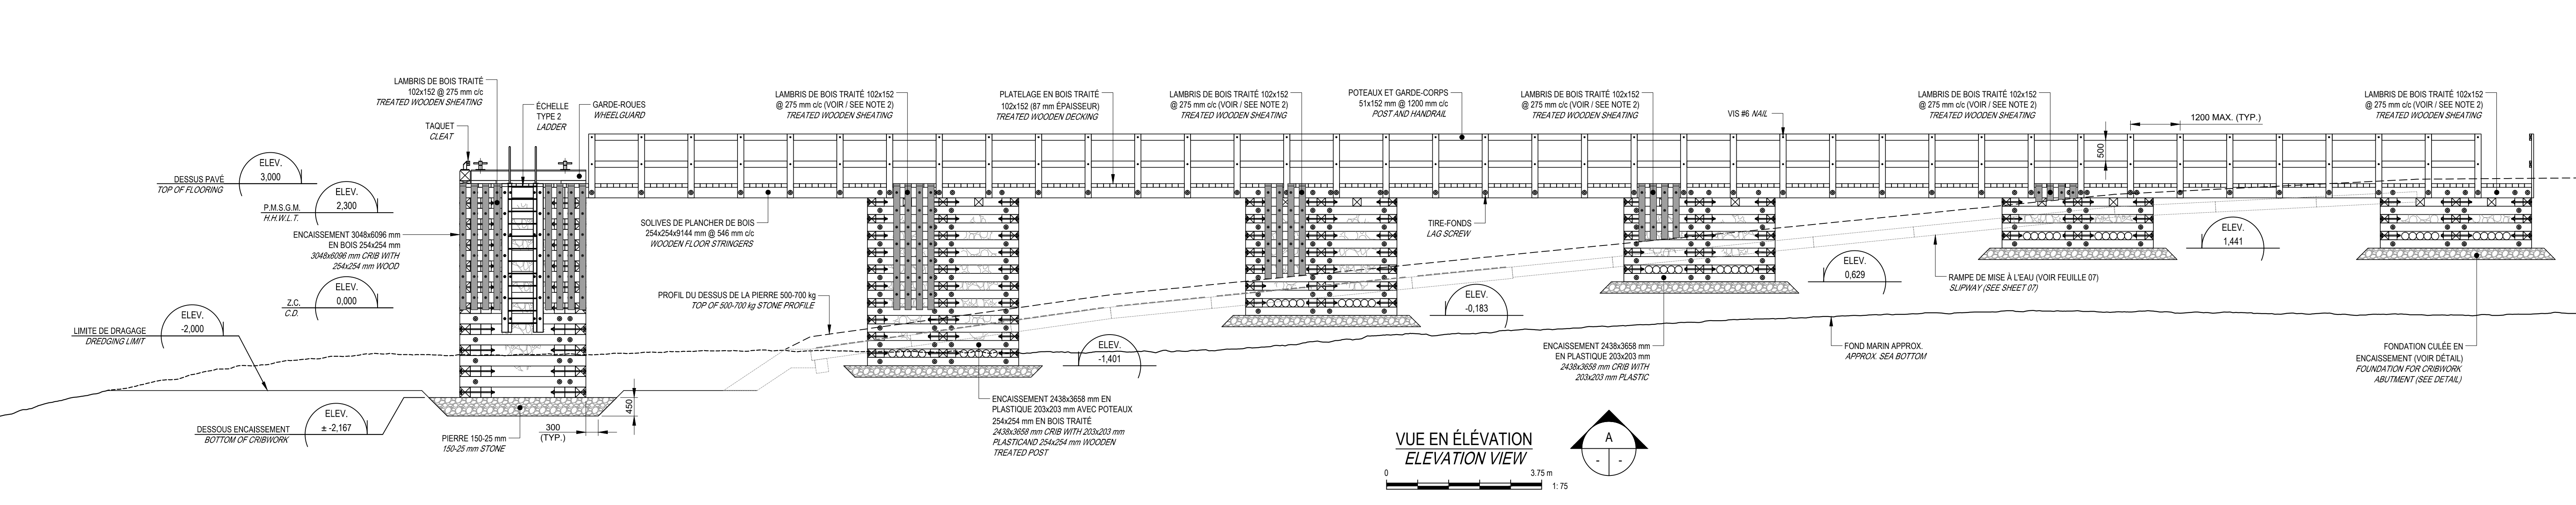 LAMBRIS DE BOIS TRAITÉ
102x152 @ 275 mm c/c
TREATED WOODEN SHEATING
TAQUET
CLEAT
ÉCHELLE
TYPE 2
LADDER
GARDE-ROUES
WHEELGUARD
LAMBRIS DE BOIS TRAITÉ 102x152
@ 275 mm c/c (VOIR / SEE NOTE 2)
TREATED WOODEN SHEATING
PLATELAGE EN BOIS TRAITÉ
102x152 (87 mm ÉPAISSEUR)
TREATED WOODEN DECKING
LAMBRIS DE BOIS TRAITÉ 102x152
@ 275 mm c/c (VOIR / SEE NOTE 2)
TREATED WOODEN SHEATING
POTEAUX ET GARDE-CORPS
51x152 mm @ 1200 mm c/c
POST AND HANDRAIL
LAMBRIS DE BOIS TRAITÉ 102x152
@ 275 mm c/c (VOIR / SEE NOTE 2)
TREATED WOODEN SHEATING
VIS #6 NAIL
LAMBRIS DE BOIS TRAITÉ 102x152
@ 275 mm c/c (VOIR / SEE NOTE 2)
TREATED WOODEN SHEATING
1200 MAX. (TYP.)
500
LAMBRIS DE BOIS TRAITÉ 102x152
@ 275 mm c/c (VOIR / SEE NOTE 2)
TREATED WOODEN SHEATING
DESSUS PAVÉ
TOP OF FLOORING
ELEV.
3,000
P.M.S.G.M.
H.H.W.L.T.
ELEV.
2,300
ENCAISSEMENT 3048x6096 mm
EN BOIS 254x254 mm
3048x6096 mm CRIB WITH
254x254 mm WOOD
Z.C.
C.D.
ELEV.
0,000
LIMITE DE DRAGAGE
DREDGING LIMIT
ELEV.
-2,000
DESSOUS ENCAISSEMENT
BOTTOM OF CRIBWORK
ELEV.
± -2,167
PIERRE 150-25 mm
150-25 mm STONE
300
(TYP.)
450
SOLIVES DE PLANCHER DE BOIS
254x254x9144 mm @ 546 mm c/c
WOODEN FLOOR STRINGERS
PROFIL DU DESSUS DE LA PIERRE 500-700 kg
TOP OF 500-700 kg STONE PROFILE
ELEV.
-1,401
ENCAISSEMENT 2438x3658 mm EN
PLASTIQUE 203x203 mm AVEC POTEAUX
254x254 mm EN BOIS TRAITÉ
2438x3658 mm CRIB WITH 203x203 mm
PLASTICAND 254x254 mm WOODEN
TREATED POST
TIRE-FONDS
LAG SCREW
ELEV.
-0,183
ENCAISSEMENT 2438x3658 mm
EN PLASTIQUE 203x203 mm
2438x3658 mm CRIB WITH
203x203 mm PLASTIC
ELEV.
0,629
RAMPE DE MISE À L'EAU (VOIR FEUILLE 07)
SLIPWAY (SEE SHEET 07)
FOND MARIN APPROX.
APPROX. SEA BOTTOM
ELEV.
1,441
FONDATION CULÉE EN
ENCAISSEMENT (VOIR DÉTAIL)
FOUNDATION FOR CRIBWORK
ABUTMENT (SEE DETAIL)
VUE EN ÉLÉVATION
ELEVATION VIEW
A
- -
0 3.75 m
1: 75